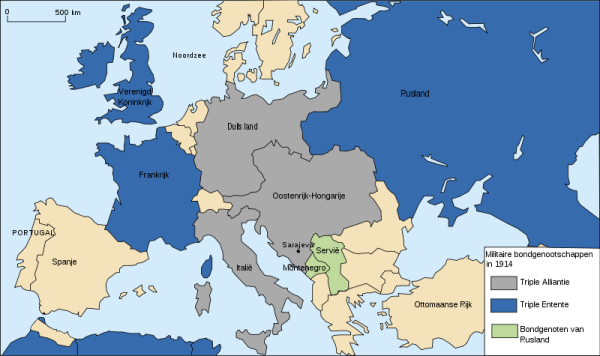 0 500 km
Noordzee
Verenigd
Koninkrijk
Rusland
Duitsland
Frankrijk
Oostenrijk-Hongarije
PORTUGAL
Spanje
Sarajevo
Servië
Italië
Montenegro
Ottomaanse Rijk
Militaire bondgenootschappen
in 1914
Triple Alliantie
Triple Entente
Bondgenoten van
Rusland